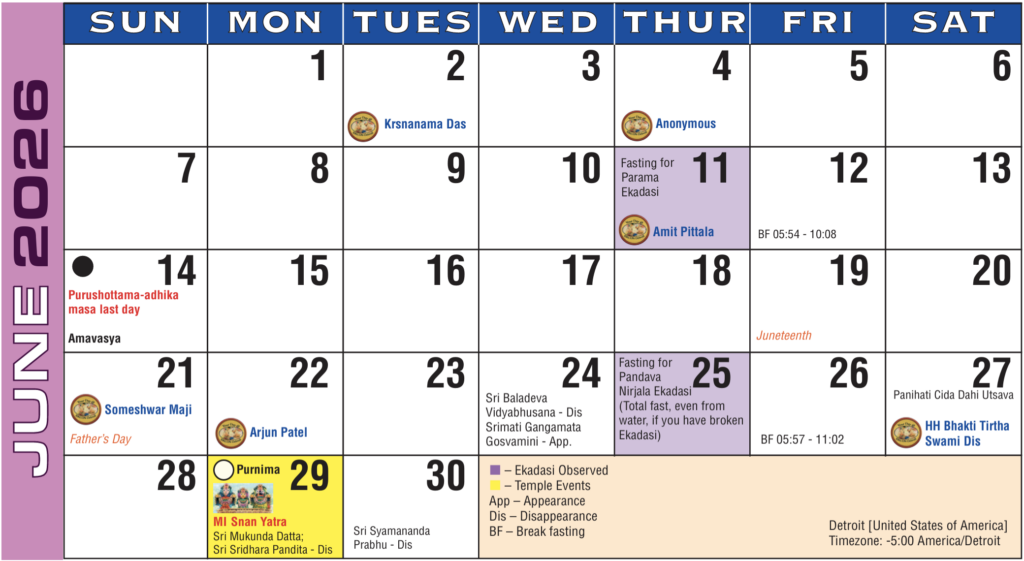 JUNE 2026
SUN MON TUES WED THUR FRI SAT
1
2
Krsnanama Das
3
4
Anonymous
5
6
7
8
9
10
Fasting for
Parama
Ekadasi
11
Amit Pittala
12
BF 05:54 - 10:08
13
14
Purushottama-adhika
masa last day
Amavasya
15
16
17
18
19
Juneteenth
20
21
Someshwar Maji
Father's Day
22
Arjun Patel
23
24
Sri Baladeva
Vidyabhusana - Dis
Srimati Gangamata
Gosvamini - App.
Fasting for
Pandava
Nirjala Ekadasi
25
(Total fast, even from
water, if you have broken
Ekadasi)
26
BF 05:57 - 11:02
27
Panihati Cida Dahi Utsava
HH Bhakti Tirtha
Swami Dis
28
Purnima
29
MI Snan Yatra
Sri Mukunda Datta;
Sri Sridhara Pandita - Dis
30
Sri Syamananda
Prabhu - Dis
– Ekadasi Observed
– Temple Events
App – Appearance
Dis – Disappearance
BF – Break fasting
Detroit [United States of America]
Timezone: -5:00 America/Detroit